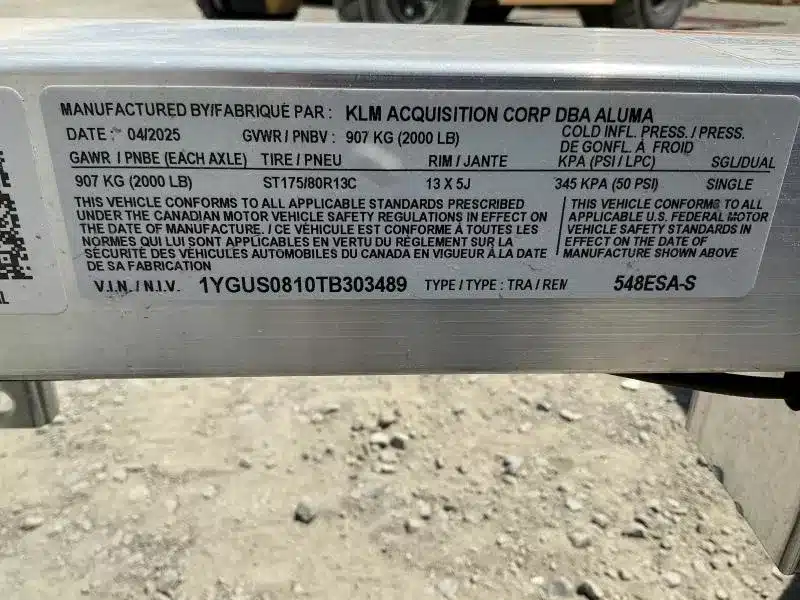 MANUFACTURED BY/FABRIQUÉ PAR : KLM ACQUISITION CORP DBA ALUMA
DATE : 04/2025 GVWR / PNBV : 907 KG (2000 LB) COLD INFL. PRESS. / PRESS. DE GONFL. À FROID
GAWR / PNBE (EACH AXLE) TIRE / PNEU RIM / JANTE KPA (PSI / LPC) SGL/DUAL
907 KG (2000 LB) ST175/80R13C 13 X 5J 345 KPA (50 PSI) SINGLE
THIS VEHICLE CONFORMS TO ALL APPLICABLE STANDARDS PRESCRIBED
UNDER THE CANADIAN MOTOR VEHICLE SAFETY REGULATIONS IN EFFECT ON
THE DATE OF MANUFACTURE. / CE VÉHICULE EST CONFORME À TOUTES LES
NORMES QUI LUI SONT APPLICABLES EN VERTU DU RÈGLEMENT SUR LA
SÉCURITÉ DES VÉHICULES AUTOMOBILES DU CANADA EN VIGUEUR À LA DATE
DE SA FABRICATION
THIS VEHICLE CONFORMS TO ALL
APPLICABLE U.S. FEDERAL MOTOR
VEHICLE SAFETY STANDARDS IN
EFFECT ON THE DATE OF
MANUFACTURE SHOWN ABOVE
V.I.N. / N.I.V. 1YGUS0810TB303489 TYPE / TYPE : TRA / REM 548ESA-S